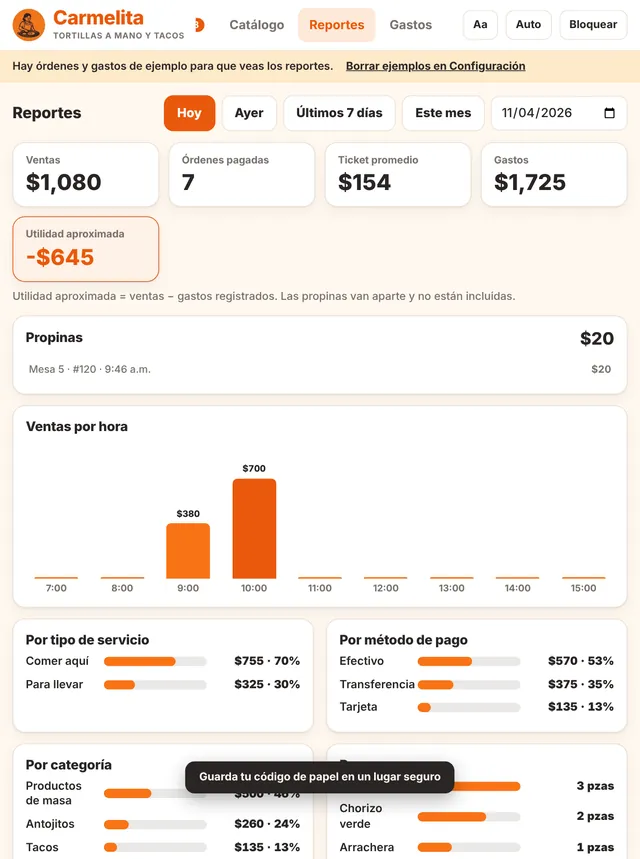 Carmelita
TORTILLAS A MANO Y TACOS
Catálogo
Reportes
Gastos
Aa
Auto
Bloquear
Hay órdenes y gastos de ejemplo para que veas los reportes. Borrar ejemplos en Configuración
Reportes
Hoy
Ayer
Últimos 7 días
Este mes
11/04/2026
Ventas
$1,080
Órdenes pagadas
7
Ticket promedio
$154
Gastos
$1,725
Utilidad aproximada
-$645
Utilidad aproximada = ventas − gastos registrados. Las propinas van aparte y no están incluidas.
Propinas
$20
Mesa 5 · #120 · 9:46 a.m.
$20
Ventas por hora
$700
$380
7:00
8:00
9:00
10:00
11:00
12:00
13:00
14:00
15:00
Por tipo de servicio
Comer aquí
$755 · 70%
Para llevar
$325 · 30%
Por método de pago
Efectivo
$570 · 53%
Transferencia
$375 · 35%
Tarjeta
$135 · 13%
Por categoría
Productos
de masa
Antojitos
$260 · 24%
Tacos
$135 · 13%
Guarda tu código de papel en un lugar seguro
3 pzas
Chorizo
verde
2 pzas
Arrachera
1 pzas